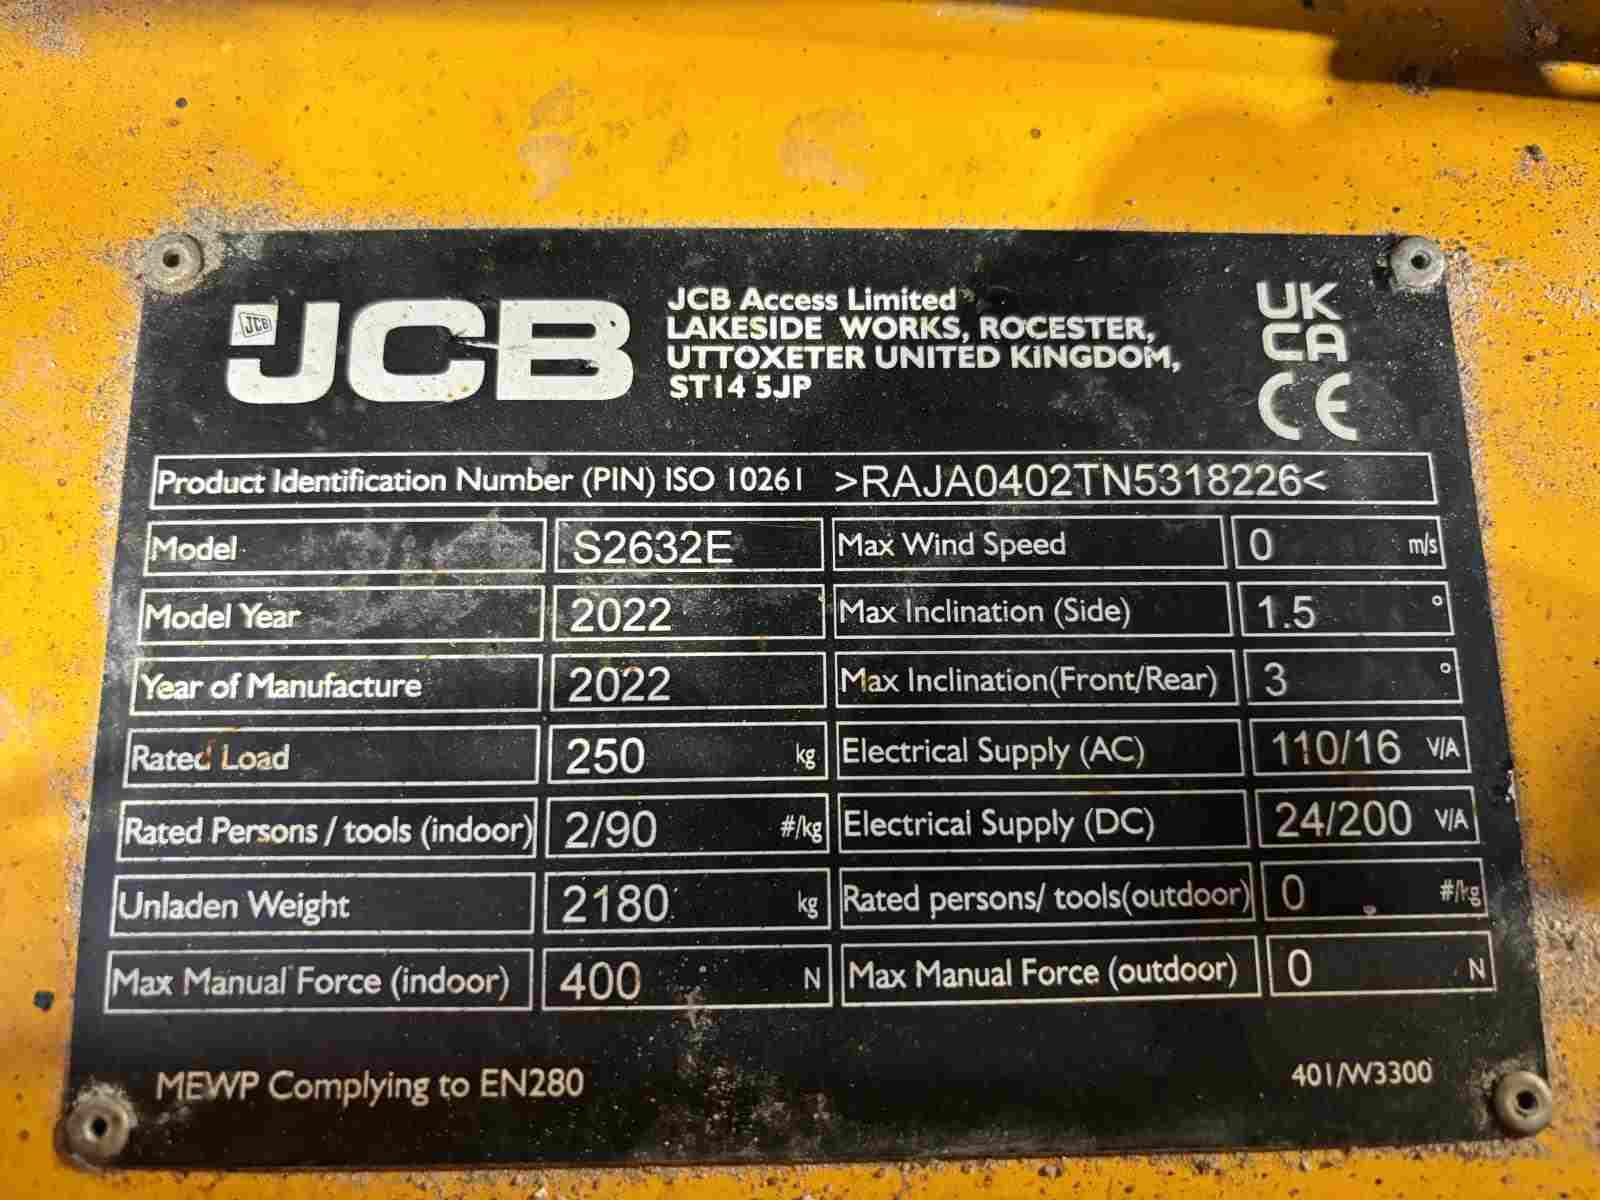 JCB
JCB
JCB Access Limited
LAKESIDE WORKS, ROCESTER,
UTTOXETER UNITED KINGDOM,
ST14 5JP
UK
CA
CE
Product Identification Number (PIN) ISO 10261 >RAJA0402TN5318226<
Model S2632E Max Wind Speed 0 m/s
Model Year 2022 Max Inclination (Side) 1.5 °
Year of Manufacture 2022 Max Inclination(Front/Rear) 3 °
Rated Load 250 kg Electrical Supply (AC) 110/16 V/A
Rated Persons / tools (indoor) 2/90 #/kg Electrical Supply (DC) 24/200 V/A
Unladen Weight 2180 kg Rated persons/ tools(outdoor) 0 #/kg
Max Manual Force (indoor) 400 N Max Manual Force (outdoor) 0 N
MEWP Complying to EN280 401/W3300